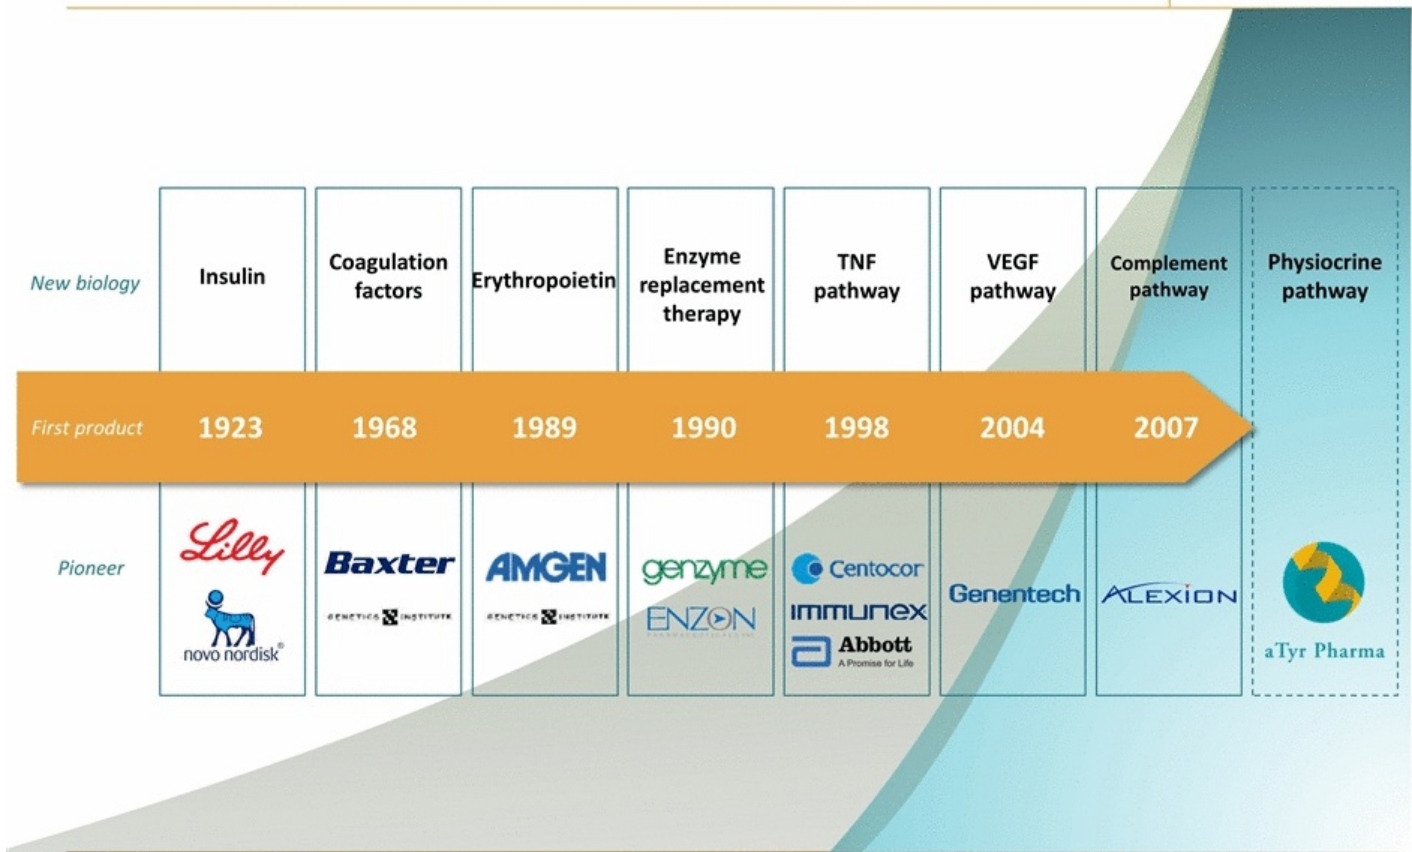 New biology
Insulin
Coagulation
factors
Erythropoietin
Enzyme
replacement
therapy
TNF
pathway
VEGF
pathway
Complement
pathway
Physiocrine
pathway
First product
1923
1968
1989
1990
1998
2004
2007
Pioneer
Lilly
novo nordisk®
Baxter
GENETICS INSTITUTE
AMGEN
GENETICS INSTITUTE
genzyme
ENZON
PHARMACEUTICALS, INC.
Centocor
IMMUNEX
Abbott
A Promise for Life
Genentech
ALEXION
aTyr Pharma